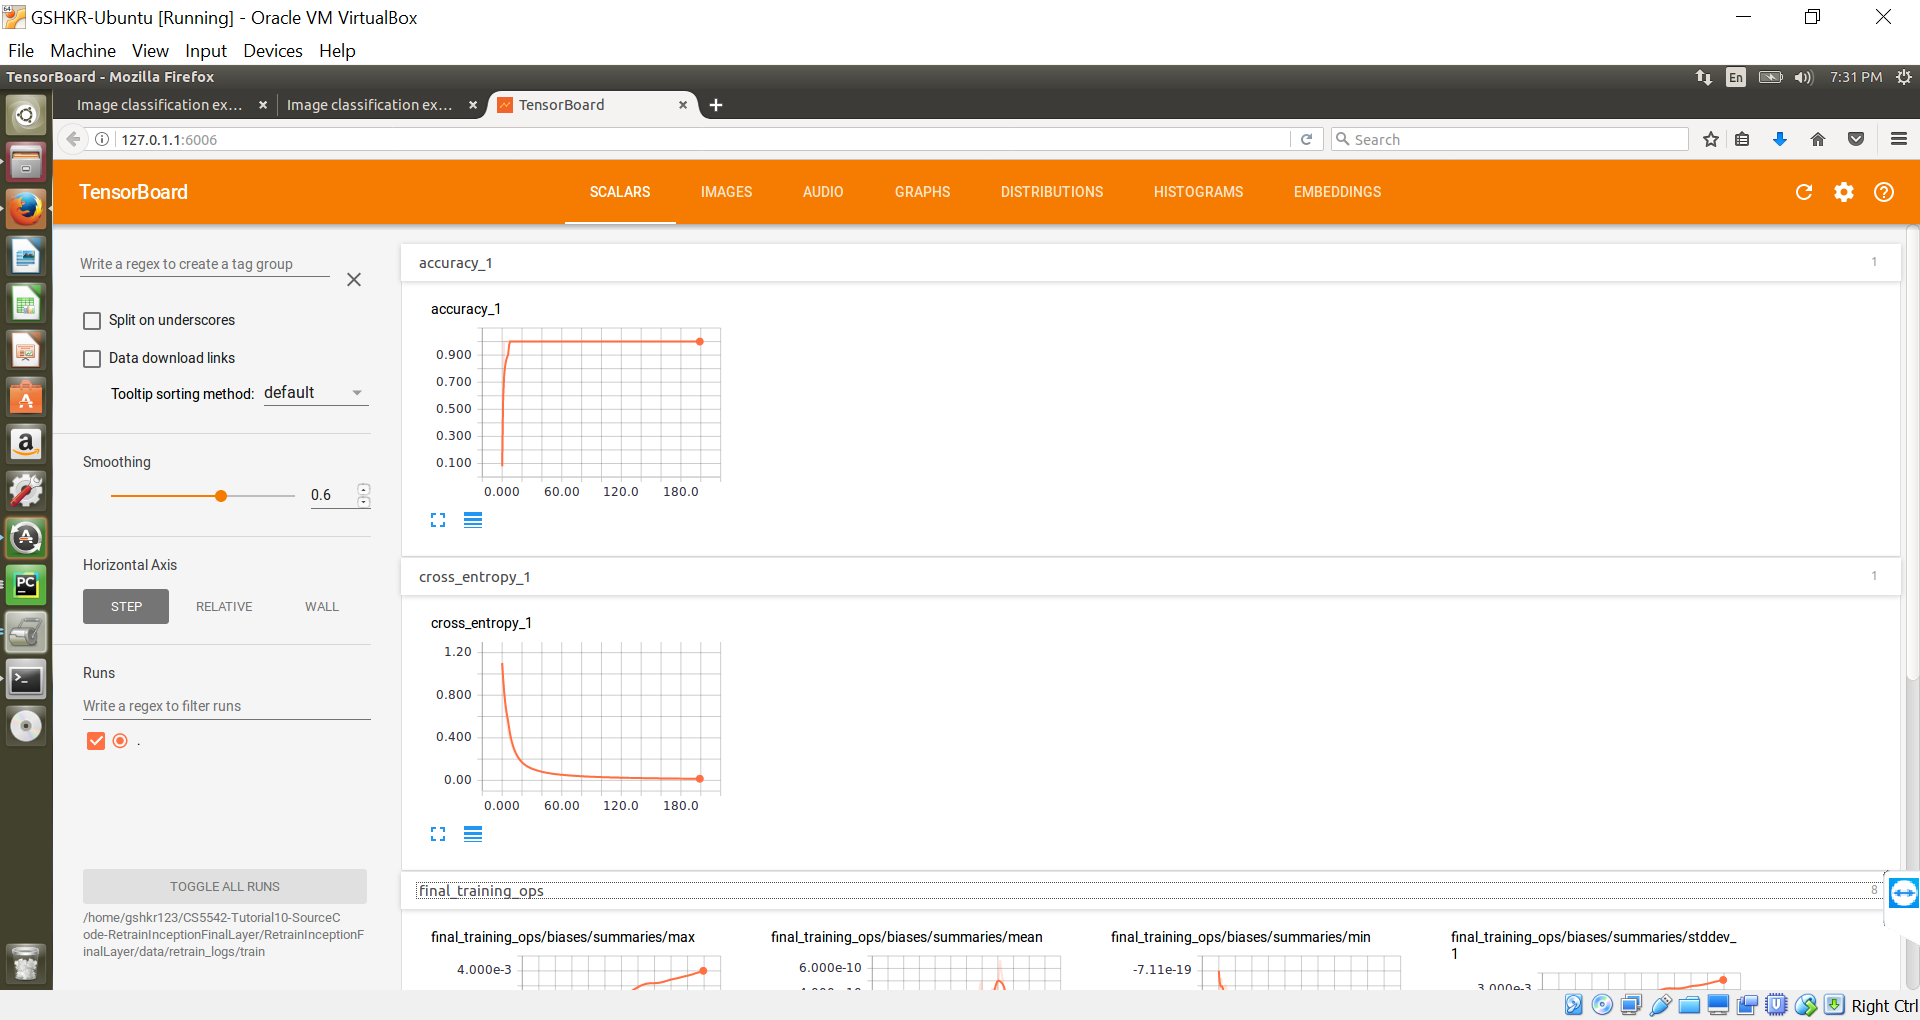 GSHKR-Ubuntu [Running] - Oracle VM VirtualBox
File Machine View Input Devices Help
TensorBoard - Mozilla Firefox
En
7:31 PM
Image classification ex...
Image classification ex...
TensorBoard
127.0.1.1:6006
Search
TensorBoard
SCALARS
IMAGES
AUDIO
GRAPHS
DISTRIBUTIONS
HISTOGRAMS
EMBEDDINGS
Write a regex to create a tag group
Split on underscores
Data download links
Tooltip sorting method: default
Smoothing
0.6
Horizontal Axis
STEP
RELATIVE
WALL
Runs
Write a regex to filter runs
.
TOGGLE ALL RUNS
/home/gshkr123/CS5542-Tutorial10-SourceC
ode-RetrainInceptionFinalLayer/RetrainInceptionF
inalLayer/data/retrain_logs/train
accuracy_1
1
accuracy_1
0.900
0.700
0.500
0.300
0.100
0.000 60.00 120.0 180.0
cross_entropy_1
1
cross_entropy_1
1.20
0.800
0.400
0.00
0.000 60.00 120.0 180.0
final_training_ops
8
final_training_ops/biases/summaries/max
4.000e-3
final_training_ops/biases/summaries/mean
6.000e-10
final_training_ops/biases/summaries/min
-7.11e-19
final_training_ops/biases/summaries/stddev_
1
3.000e-3
PC
Right Ctrl